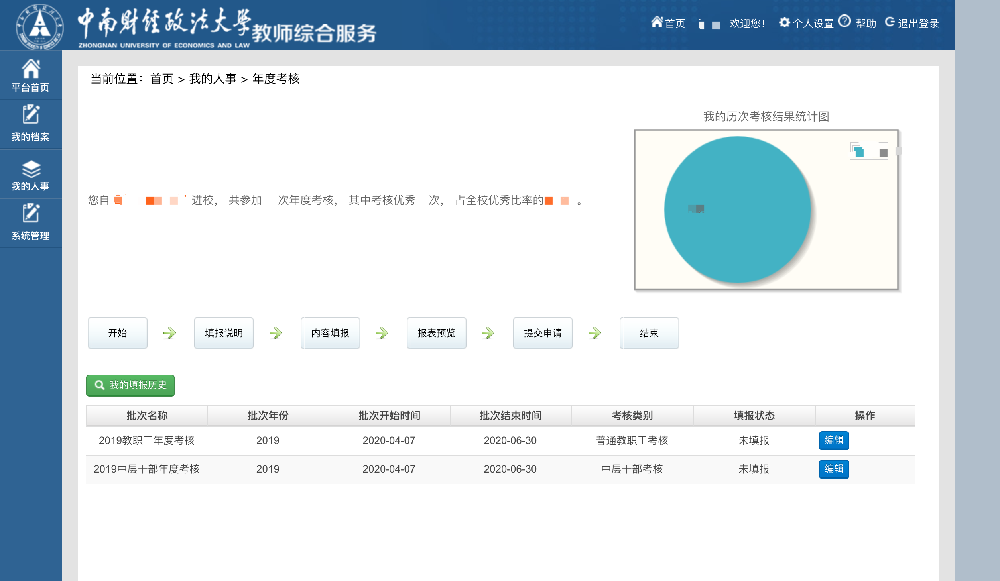 中南财经政法大学 教师综合服务
ZHONGNAN UNIVERSITY OF ECONOMICS AND LAW
首页 欢迎您! 个人设置 帮助 退出登录
平台首页
我的档案
我的人事
系统管理
当前位置：首页 > 我的人事 > 年度考核
我的历次考核结果统计图
您自 进校， 共参加 次年度考核， 其中考核优秀 次， 占全校优秀比率的 。
开始 填报说明 内容填报 报表预览 提交申请 结束
我的填报历史
批次名称 批次年份 批次开始时间 批次结束时间 考核类别 填报状态 操作
2019教职工年度考核 2019 2020-04-07 2020-06-30 普通教职工考核 未填报 编辑
2019中层干部年度考核 2019 2020-04-07 2020-06-30 中层干部考核 未填报 编辑